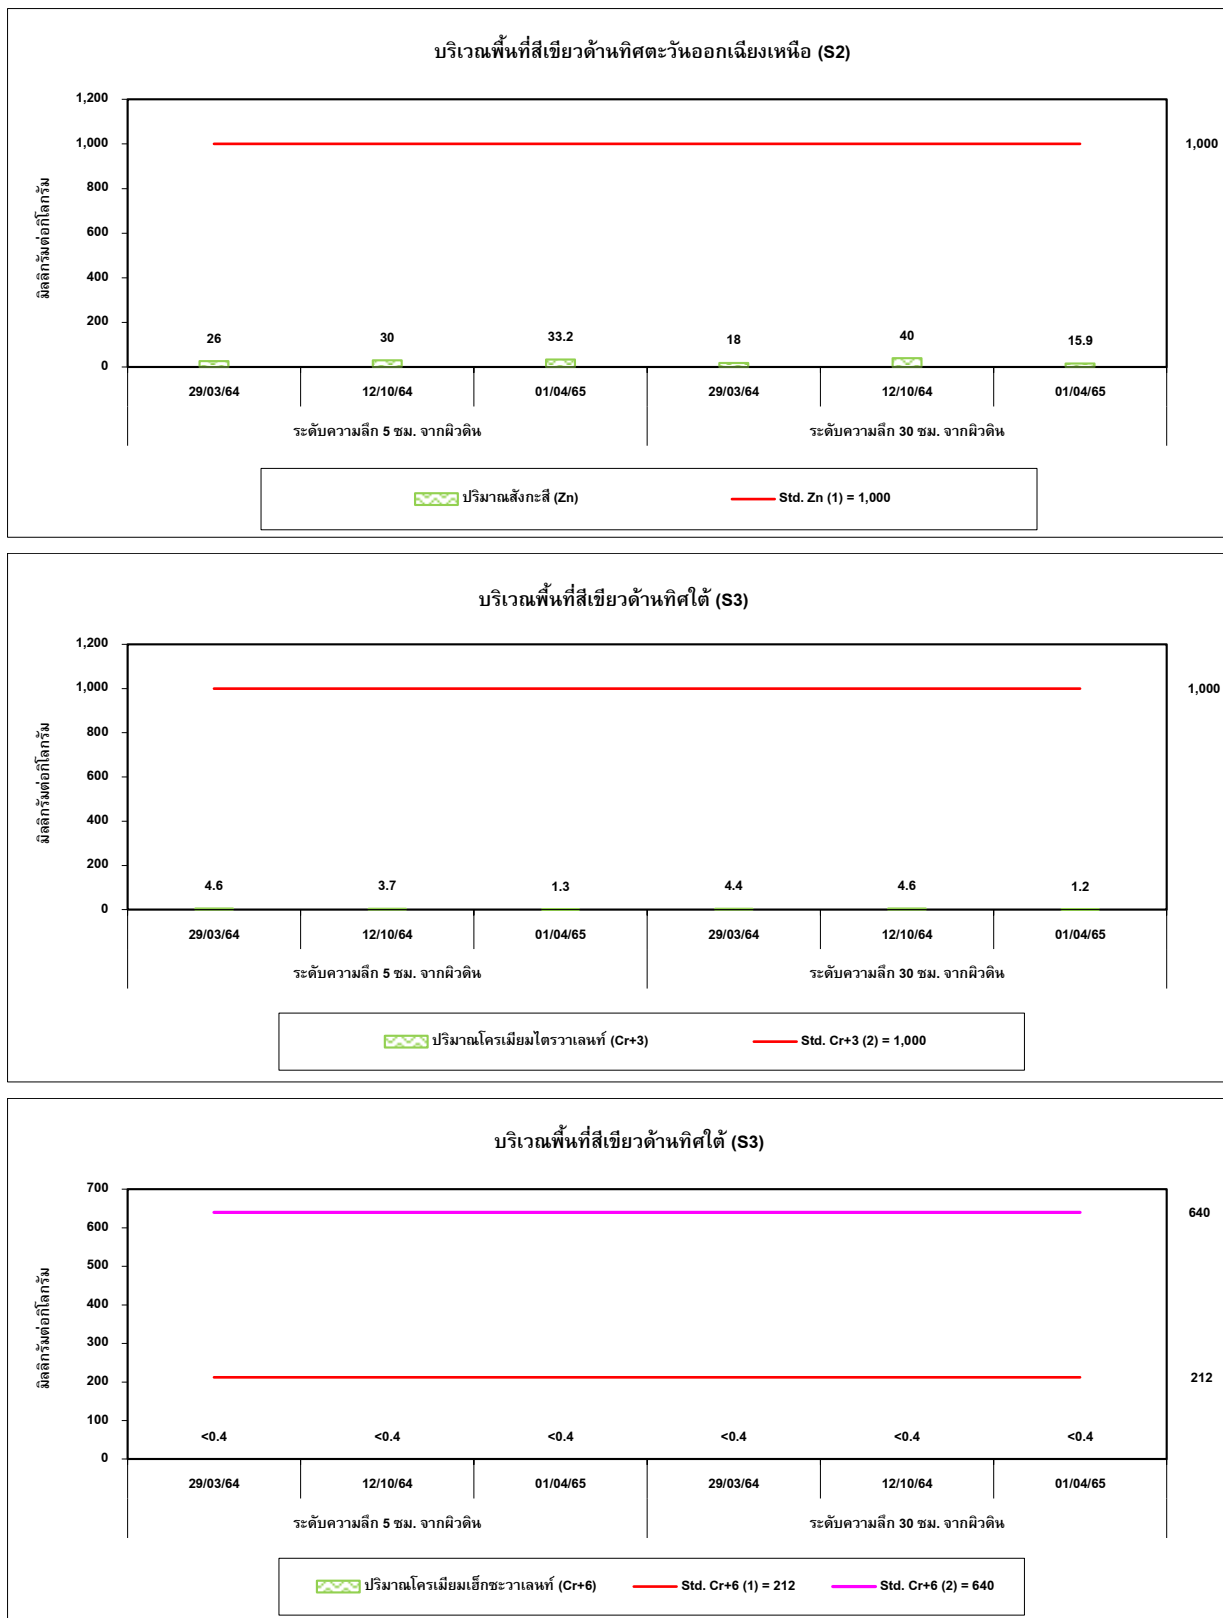 บริเวณพื้นที่สีเขียวด้านทิศตะวันออกเฉียงเหนือ (S2)
มิลลิกรัมต่อกิโลกรัม
1,200
1,000
800
600
400
200
0
1,000
26 30 33.2 18 40 15.9
29/03/64 12/10/64 01/04/65 29/03/64 12/10/64 01/04/65
ระดับความลึก 5 ซม. จากผิวดิน ระดับความลึก 30 ซม. จากผิวดิน
ปริมาณสังกะสี (Zn) Std. Zn (1) = 1,000
บริเวณพื้นที่สีเขียวด้านทิศใต้ (S3)
มิลลิกรัมต่อกิโลกรัม
1,200
1,000
800
600
400
200
0
1,000
4.6 3.7 1.3 4.4 4.6 1.2
29/03/64 12/10/64 01/04/65 29/03/64 12/10/64 01/04/65
ระดับความลึก 5 ซม. จากผิวดิน ระดับความลึก 30 ซม. จากผิวดิน
ปริมาณโครเมียมไตรวาเลนท์ (Cr+3) Std. Cr+3 (2) = 1,000
บริเวณพื้นที่สีเขียวด้านทิศใต้ (S3)
มิลลิกรัมต่อกิโลกรัม
700
600
500
400
300
200
100
0
640
212
<0.4 <0.4 <0.4 <0.4 <0.4 <0.4
29/03/64 12/10/64 01/04/65 29/03/64 12/10/64 01/04/65
ระดับความลึก 5 ซม. จากผิวดิน ระดับความลึก 30 ซม. จากผิวดิน
ปริมาณโครเมียมเฮ็กซะวาเลนท์ (Cr+6) Std. Cr+6 (1) = 212 Std. Cr+6 (2) = 640